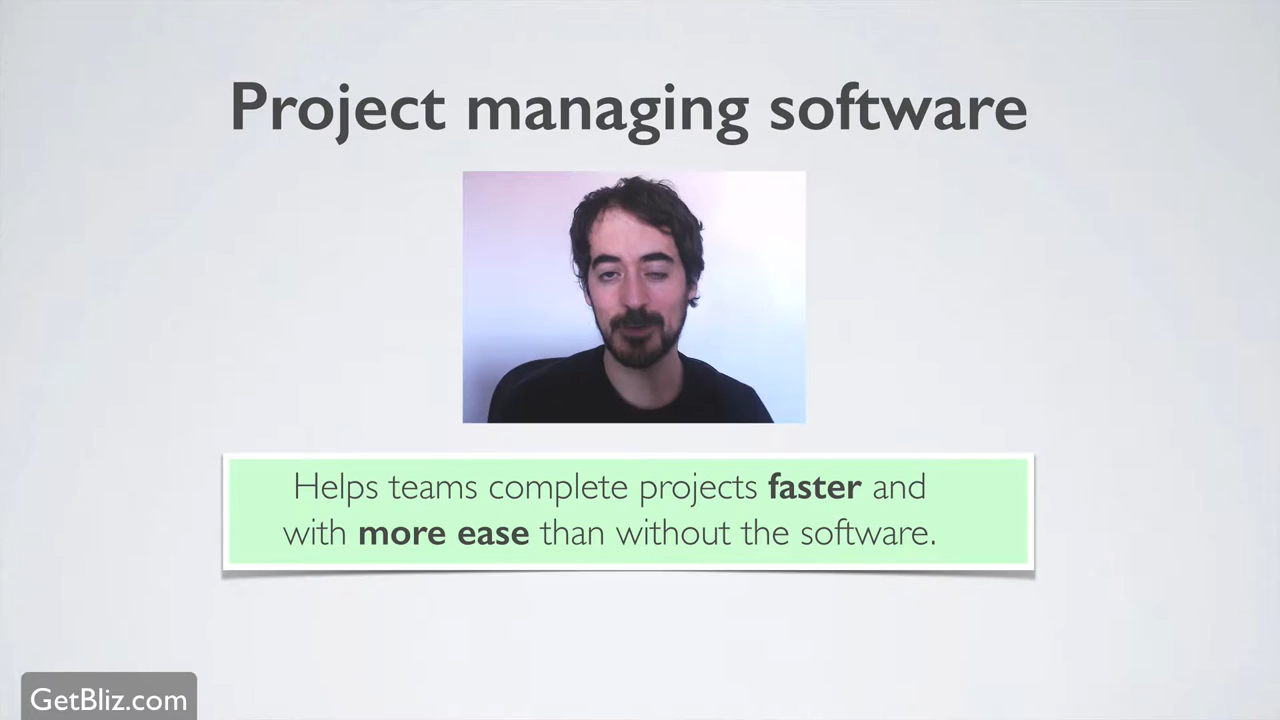 Project managing software
Helps teams complete projects faster and
with more ease than without the software.
GetBliz.com